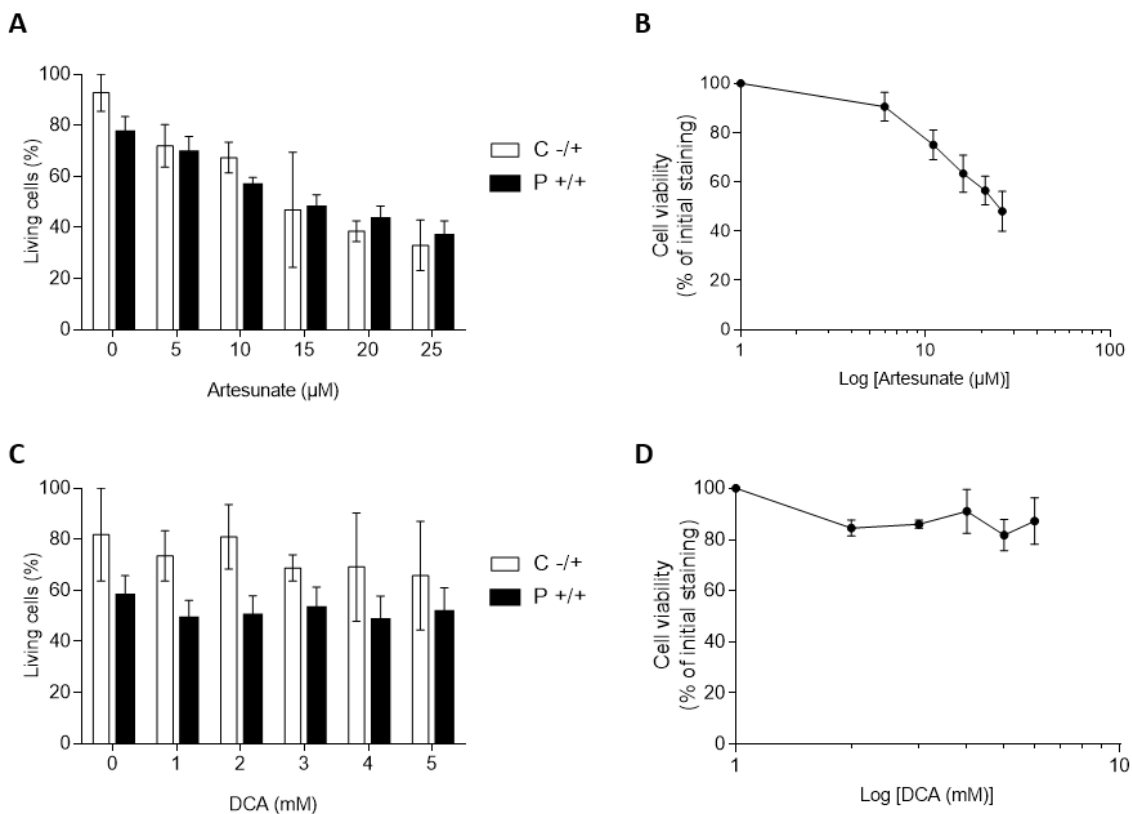 A
100
80
60
40
20
0
Living cells (%)
0 5 10 15 20 25
Artesunate (µM)
C -/+
P +/+
B
100
80
60
40
20
0
Cell viability
(% of initial staining)
1 10 100
Log [Artesunate (µM)]
C
100
80
60
40
20
0
Living cells (%)
0 1 2 3 4 5
DCA (mM)
C -/+
P +/+
D
100
80
60
40
20
0
Cell viability
(% of initial staining)
1 10
Log [DCA (mM)]